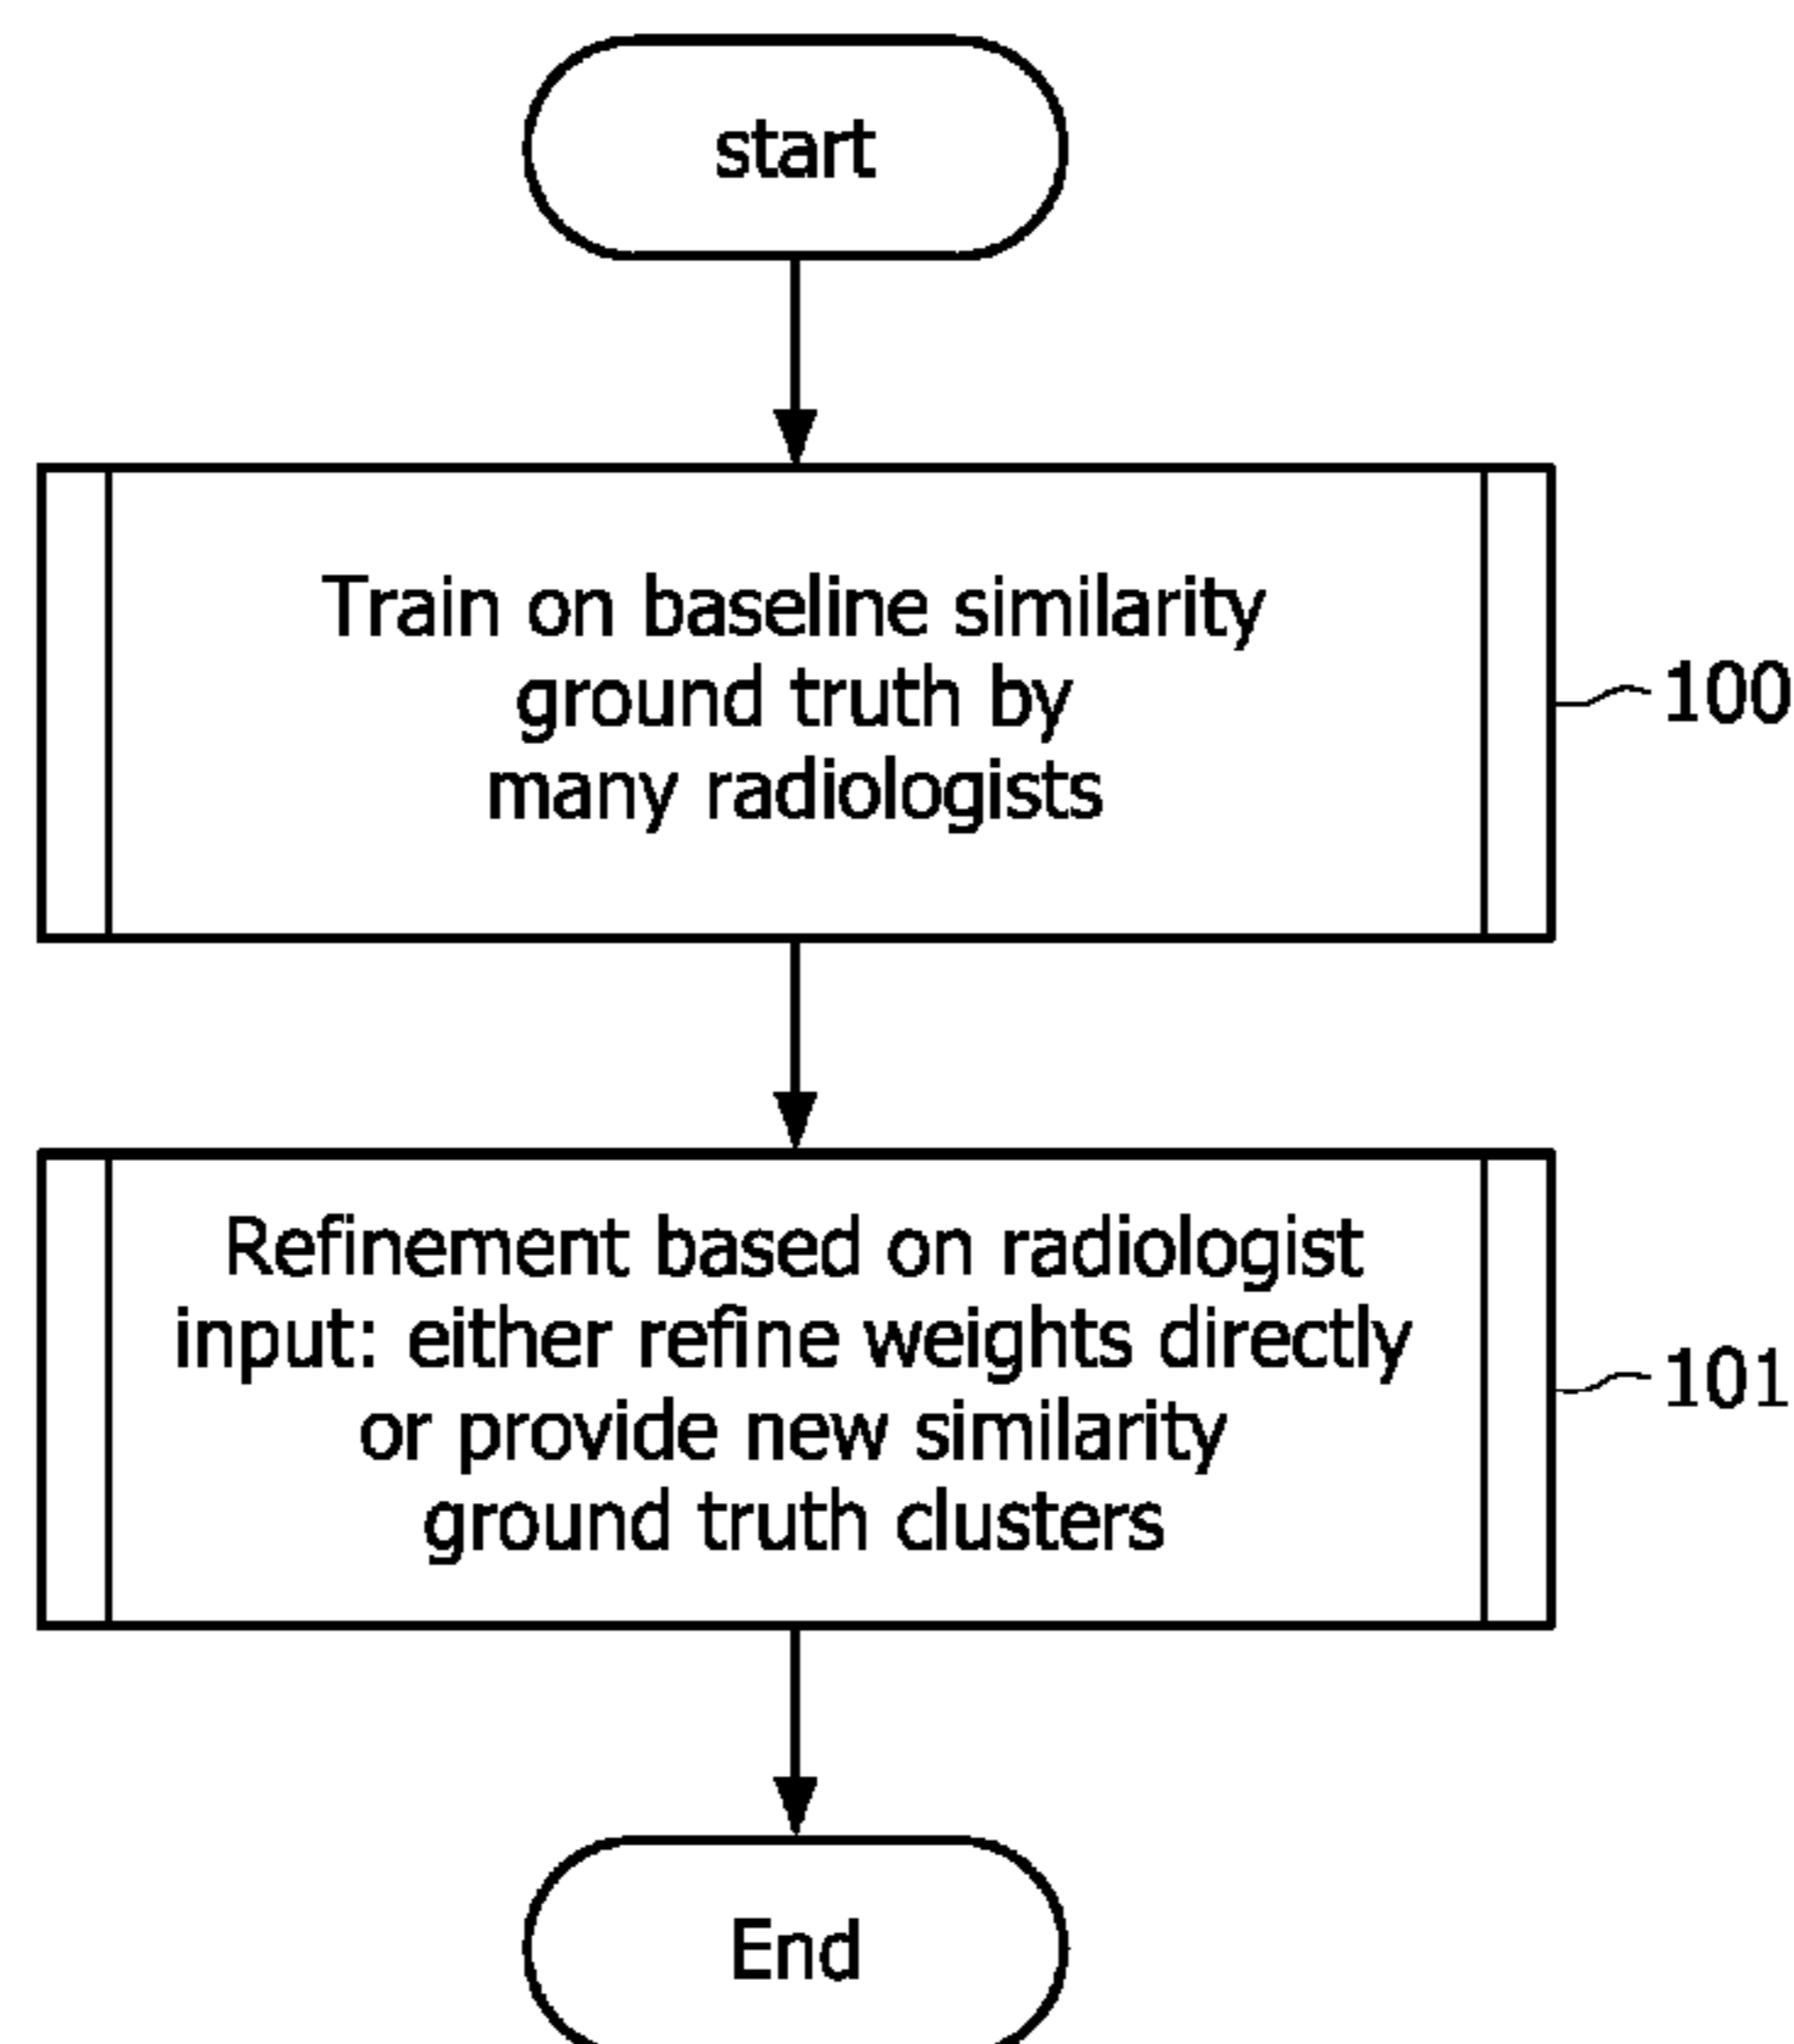 start
Train on baseline similarity
ground truth by
many radiologists
100
Refinement based on radiologist
input: either refine weights directly
or provide new similarity
ground truth clusters
101
End